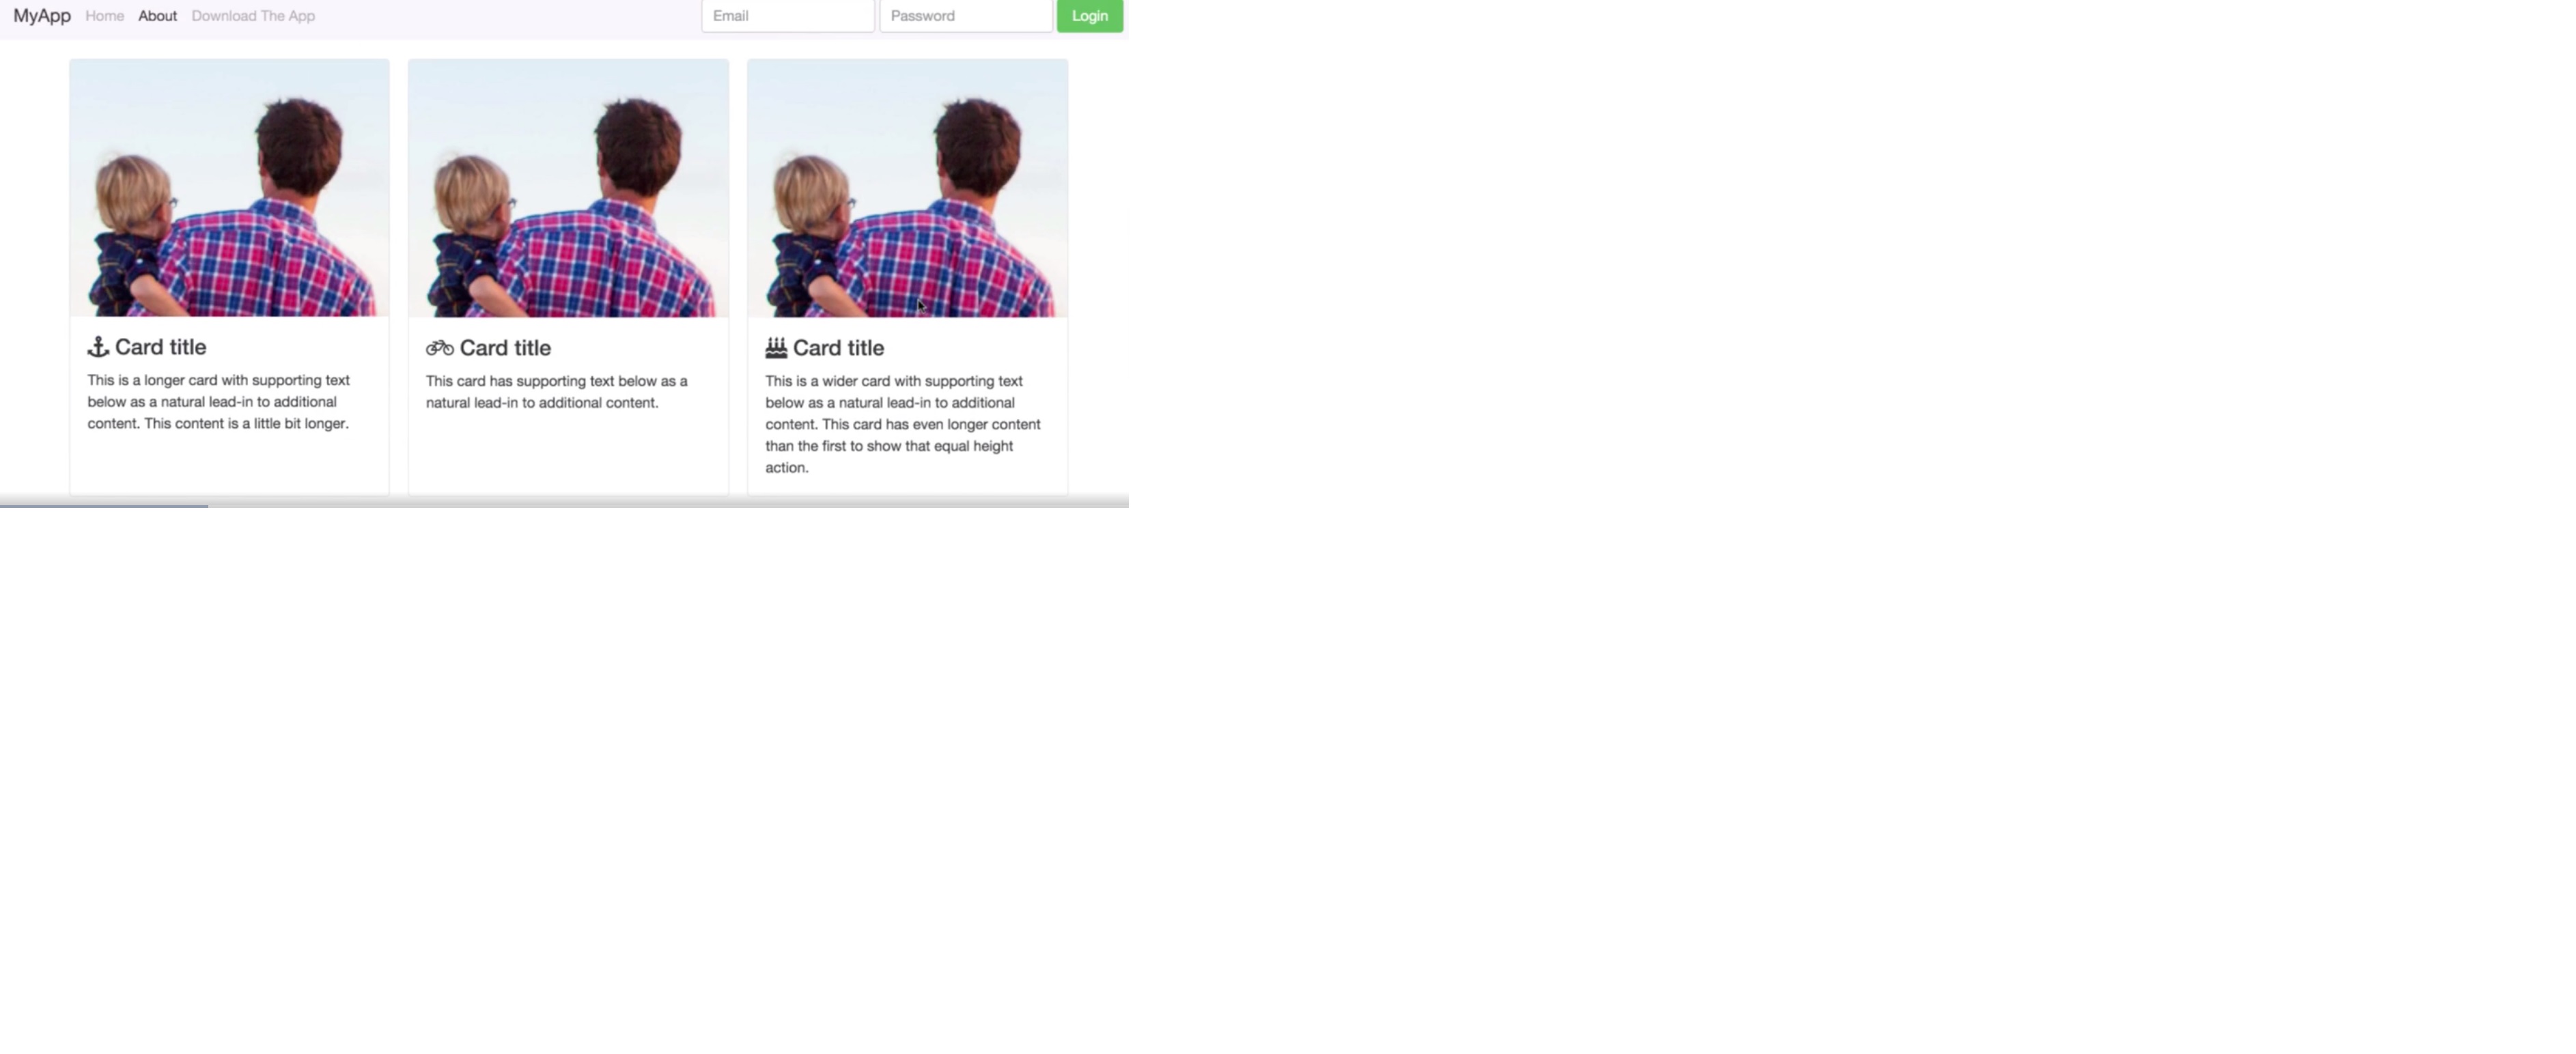 MyApp Home About Download The App Email Password Login
Card title
This is a longer card with supporting text
below as a natural lead-in to additional
content. This content is a little bit longer.
Card title
This card has supporting text below as a
natural lead-in to additional content.
Card title
This is a wider card with supporting text
below as a natural lead-in to additional
content. This card has even longer content
than the first to show that equal height
action.